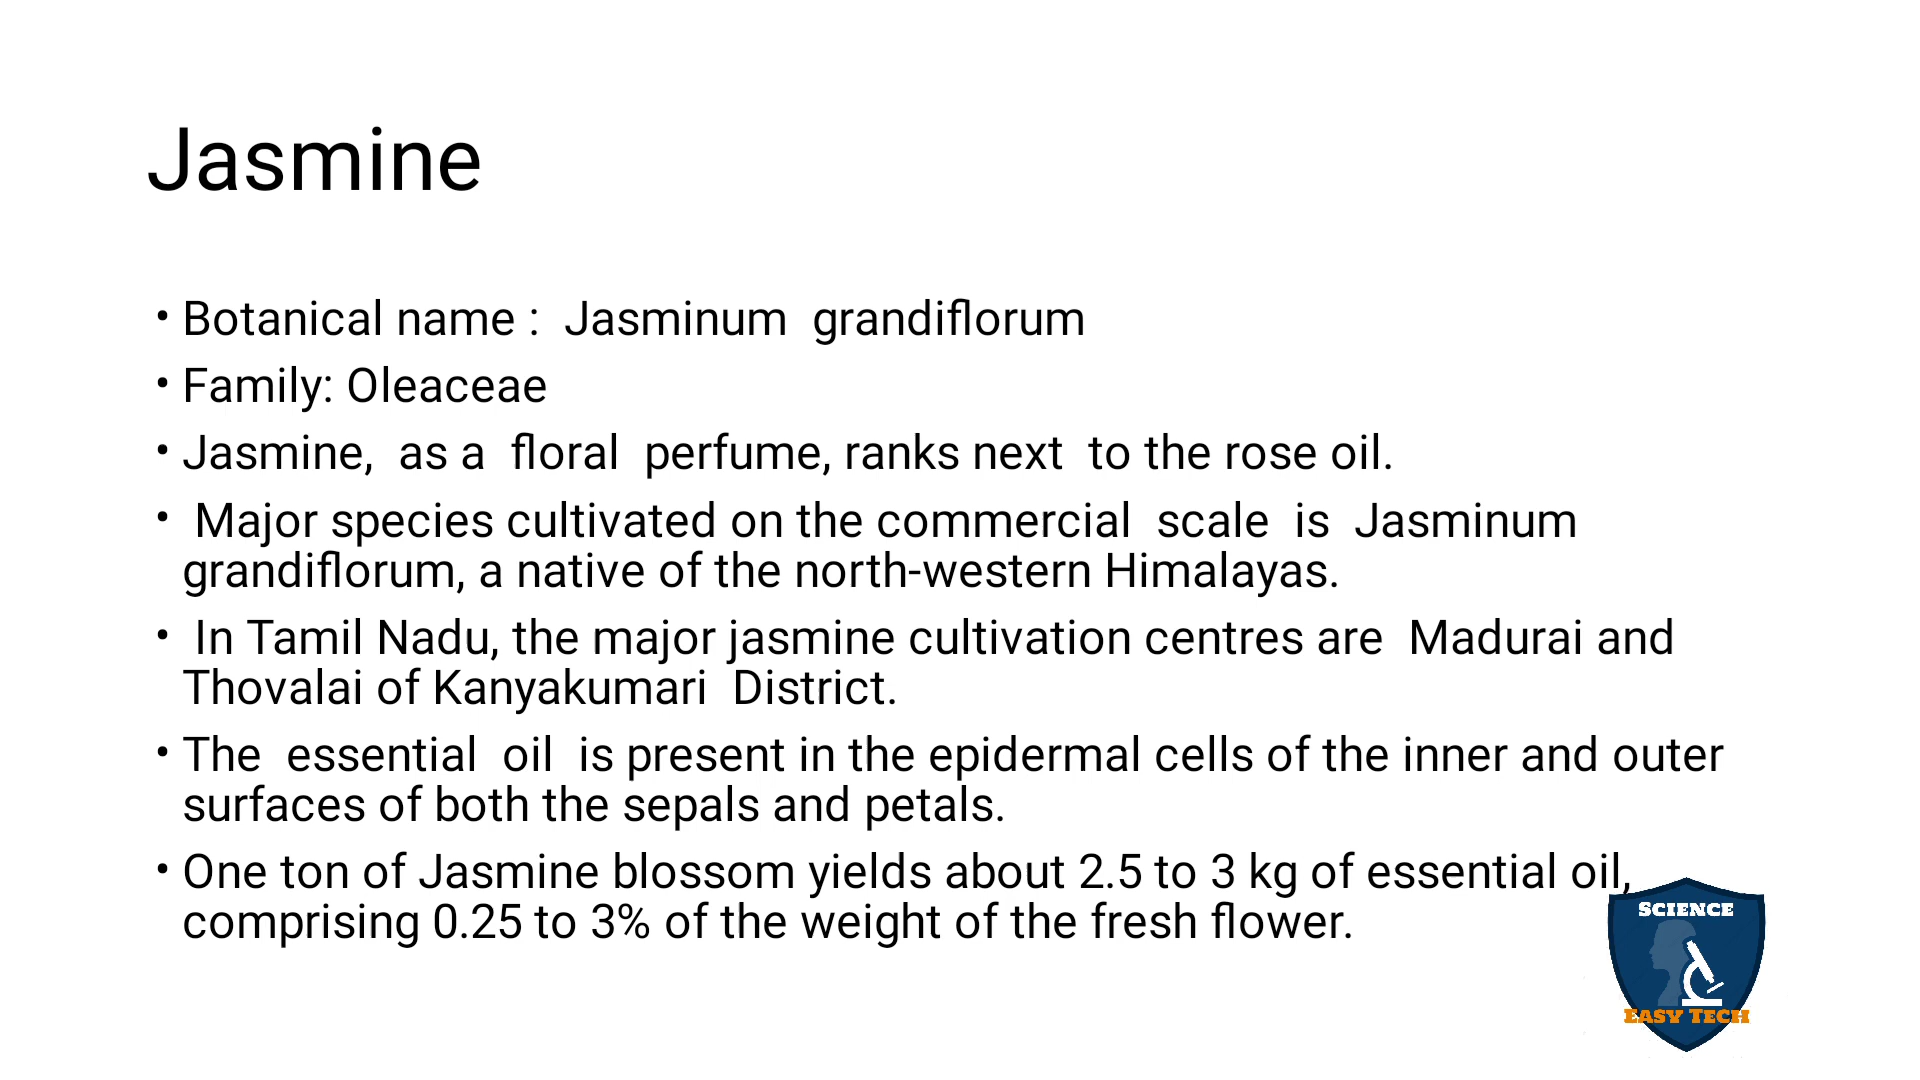 Jasmine
• Botanical name :  Jasminum  grandiflorum
• Family: Oleaceae
• Jasmine,  as a  floral  perfume, ranks next  to the rose oil.
•  Major species cultivated on the commercial  scale  is  Jasminum
grandiflorum, a native of the north-western Himalayas.
•  In Tamil Nadu, the major jasmine cultivation centres are  Madurai and
Thovalai of Kanyakumari  District.
• The  essential  oil  is present in the epidermal cells of the inner and outer
surfaces of both the sepals and petals.
• One ton of Jasmine blossom yields about 2.5 to 3 kg of essential oil,
comprising 0.25 to 3% of the weight of the fresh flower.
SCIENCE
EASY TECH